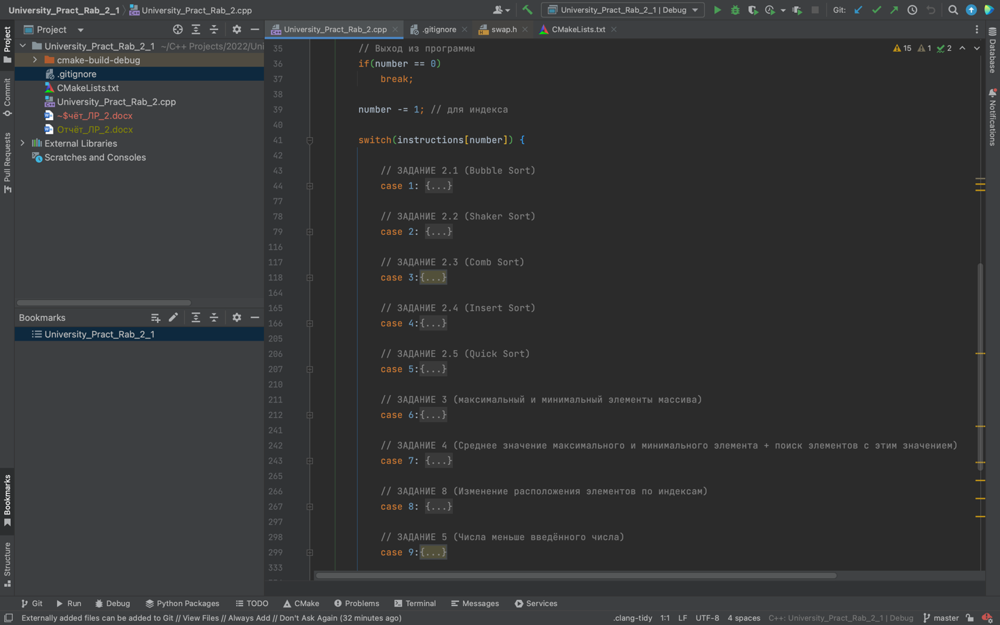 University_Pract_Rab_2_1 〉 University_Pract_Rab_2.cpp
University_Pract_Rab_2_1 | Debug
Git:
Project
University_Pract_Rab_2.cpp
.gitignore
swap.h
CMakeLists.txt
Project
Commit
Pull Requests
Bookmarks
Structure
University_Pract_Rab_2_1 ~/C++ Projects/2022/Uni
cmake-build-debug
.gitignore
CMakeLists.txt
University_Pract_Rab_2.cpp
~$чёт_ЛР_2.docx
Отчёт_ЛР_2.docx
External Libraries
Scratches and Consoles
Bookmarks
University_Pract_Rab_2_1
15 1 2
35 // Выход из программы
36 if(number == 0)
37 break;
38
39 number -= 1; // для индекса
40
41 switch(instructions[number]) {
42
43 // ЗАДАНИЕ 2.1 (Bubble Sort)
44 case 1: {...}
77
78 // ЗАДАНИЕ 2.2 (Shaker Sort)
79 case 2: {...}
116
117 // ЗАДАНИЕ 2.3 (Comb Sort)
118 case 3:{...}
164
165 // ЗАДАНИЕ 2.4 (Insert Sort)
166 case 4:{...}
205
206 // ЗАДАНИЕ 2.5 (Quick Sort)
207 case 5:{...}
210
211 // ЗАДАНИЕ 3 (максимальный и минимальный элементы массива)
212 case 6:{...}
241
242 // ЗАДАНИЕ 4 (Среднее значение максимального и минимального элемента + поиск элементов с этим значением)
243 case 7: {...}
265
266 // ЗАДАНИЕ 8 (Изменение расположения элементов по индексам)
267 case 8: {...}
297
298 // ЗАДАНИЕ 5 (Числа меньше введённого числа)
299 case 9:{...}
333
Database
Notifications
Git Run Debug Python Packages TODO CMake Problems Terminal Messages Services
Externally added files can be added to Git // View Files // Always Add // Don't Ask Again (32 minutes ago)
.clang-tidy 1:1 LF UTF-8 4 spaces C++: University_Pract_Rab_2_1 | Debug master